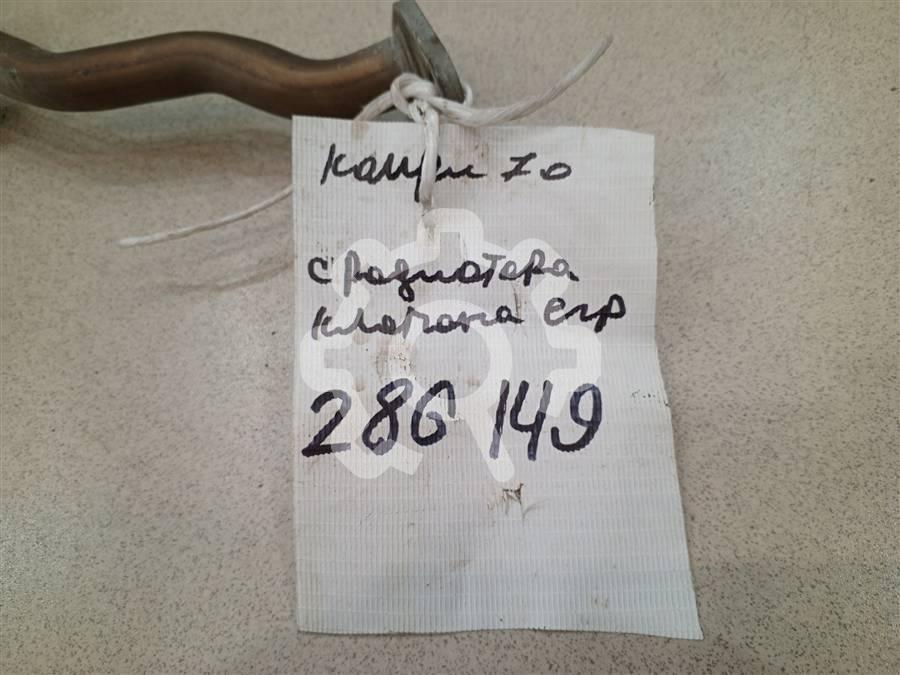 Камри 70
с радиатора
клапана егр
286 149